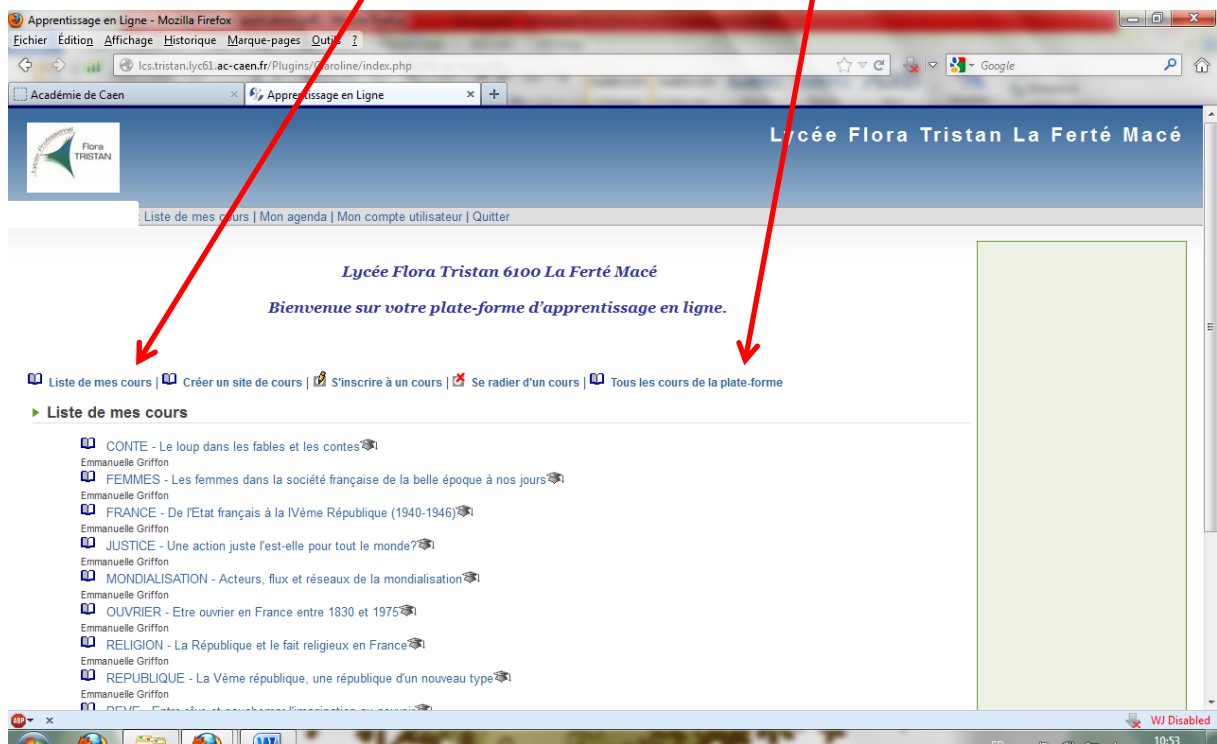 Apprentissage en Ligne - Mozilla Firefox
Fichier Édition Affichage Historique Marque-pages Outils ?
lcs.tristan.lyc61.ac-caen.fr/Plugins/Claroline/index.php Google
Académie de Caen × Apprentissage en Ligne × +
Flora TRISTAN
Lycée Flora Tristan La Ferté Macé
: Liste de mes cours | Mon agenda | Mon compte utilisateur | Quitter
Lycée Flora Tristan 6100 La Ferté Macé
Bienvenue sur votre plate-forme d'apprentissage en ligne.
Liste de mes cours | Créer un site de cours | S'inscrire à un cours | Se radier d'un cours | Tous les cours de la plate-forme
Liste de mes cours
CONTE - Le loup dans les fables et les contes
Emmanuelle Griffon
FEMMES - Les femmes dans la société française de la belle époque à nos jours
Emmanuelle Griffon
FRANCE - De l'Etat français à la IVème République (1940-1946)
Emmanuelle Griffon
JUSTICE - Une action juste l'est-elle pour tout le monde?
Emmanuelle Griffon
MONDIALISATION - Acteurs, flux et réseaux de la mondialisation
Emmanuelle Griffon
OUVRIER - Etre ouvrier en France entre 1830 et 1975
Emmanuelle Griffon
RELIGION - La République et le fait religieux en France
Emmanuelle Griffon
REPUBLIQUE - La Vème république, une république d'un nouveau type
Emmanuelle Griffon
REVE - Entre rêve et cauchemar l'imagination au pouvoir
ABP × WJ Disabled
10:53